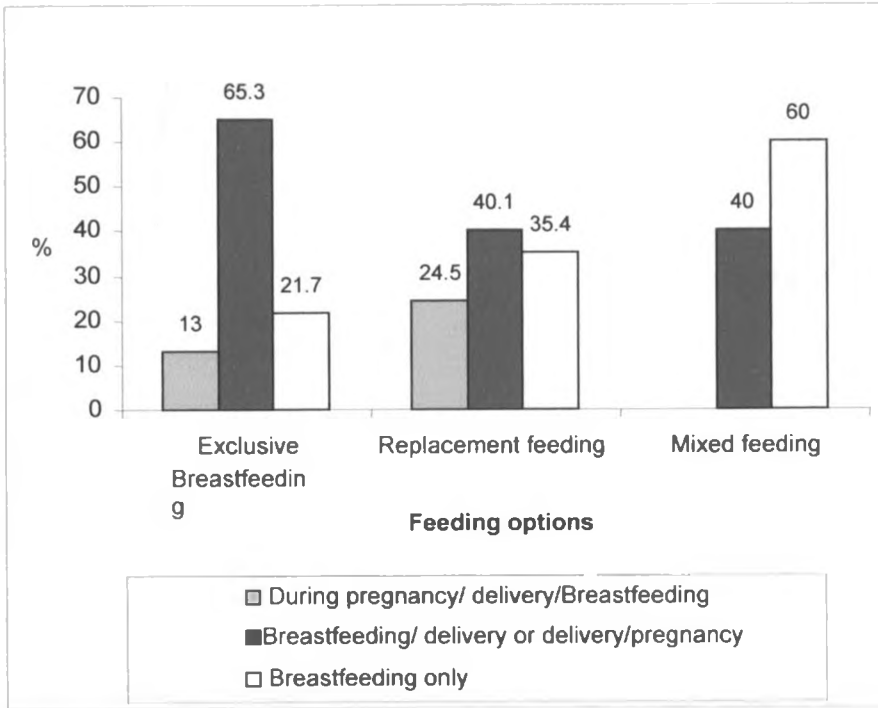 70
60
50
40
30
20
10
0
%
65.3
13
21.7
24.5
40.1
35.4
40
60
Exclusive
Breastfeedin
g
Replacement feeding
Mixed feeding
Feeding options
During pregnancy/ delivery/Breastfeeding
Breastfeeding/ delivery or delivery/pregnancy
Breastfeeding only